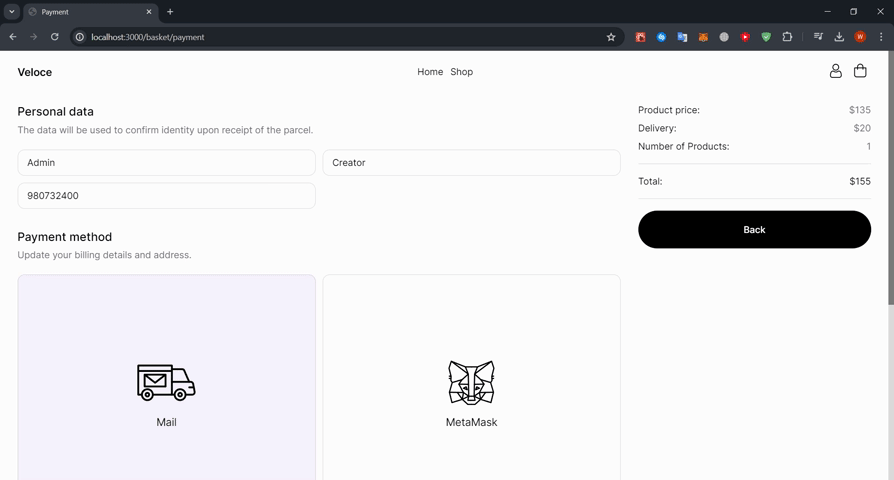 Payment
localhost:3000/basket/payment
W
Veloce
Home Shop
Personal data
The data will be used to confirm identity upon receipt of the parcel.
Admin
Creator
980732400
Payment method
Update your billing details and address.
Mail
MetaMask
Product price: $135
Delivery: $20
Number of Products: 1
Total: $155
Back